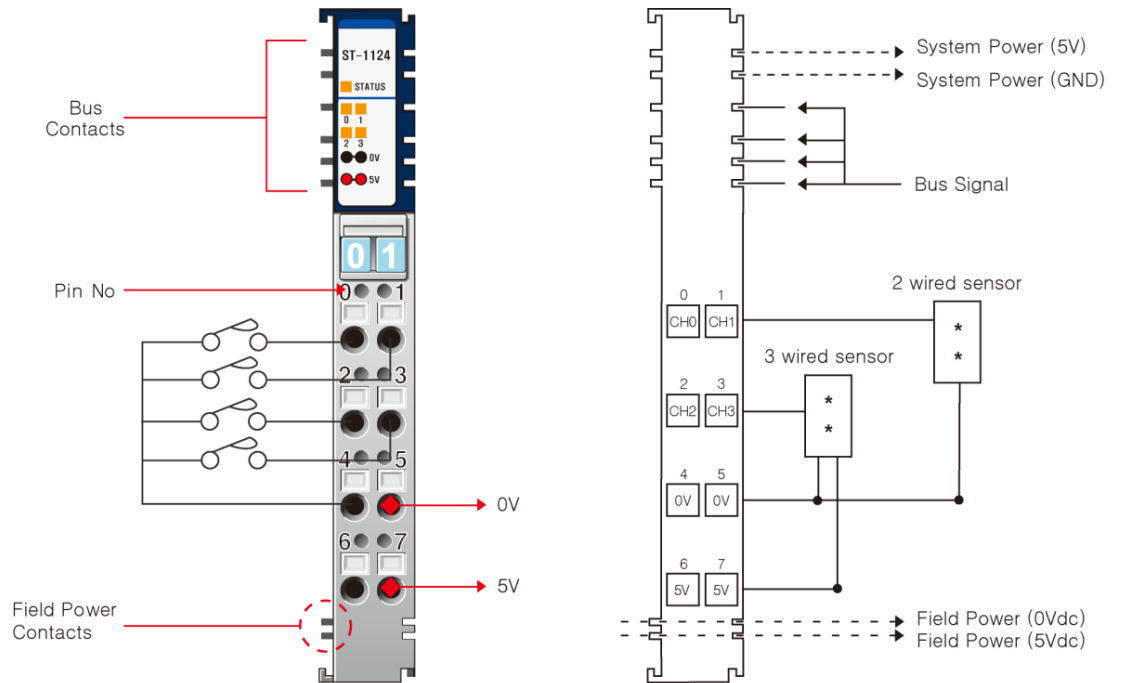 ST-1124
STATUS
0 1
2 3
0V
5V
Bus
Contacts
01
Pin No
0 1
2 3
4 5
6 7
0V
5V
Field Power
Contacts
System Power (5V)
System Power (GND)
Bus Signal
2 wired sensor
3 wired sensor
0 1
CH0 CH1
*
*
2 3
CH2 CH3
*
*
4 5
0V 0V
6 7
5V 5V
Field Power (0Vdc)
Field Power (5Vdc)